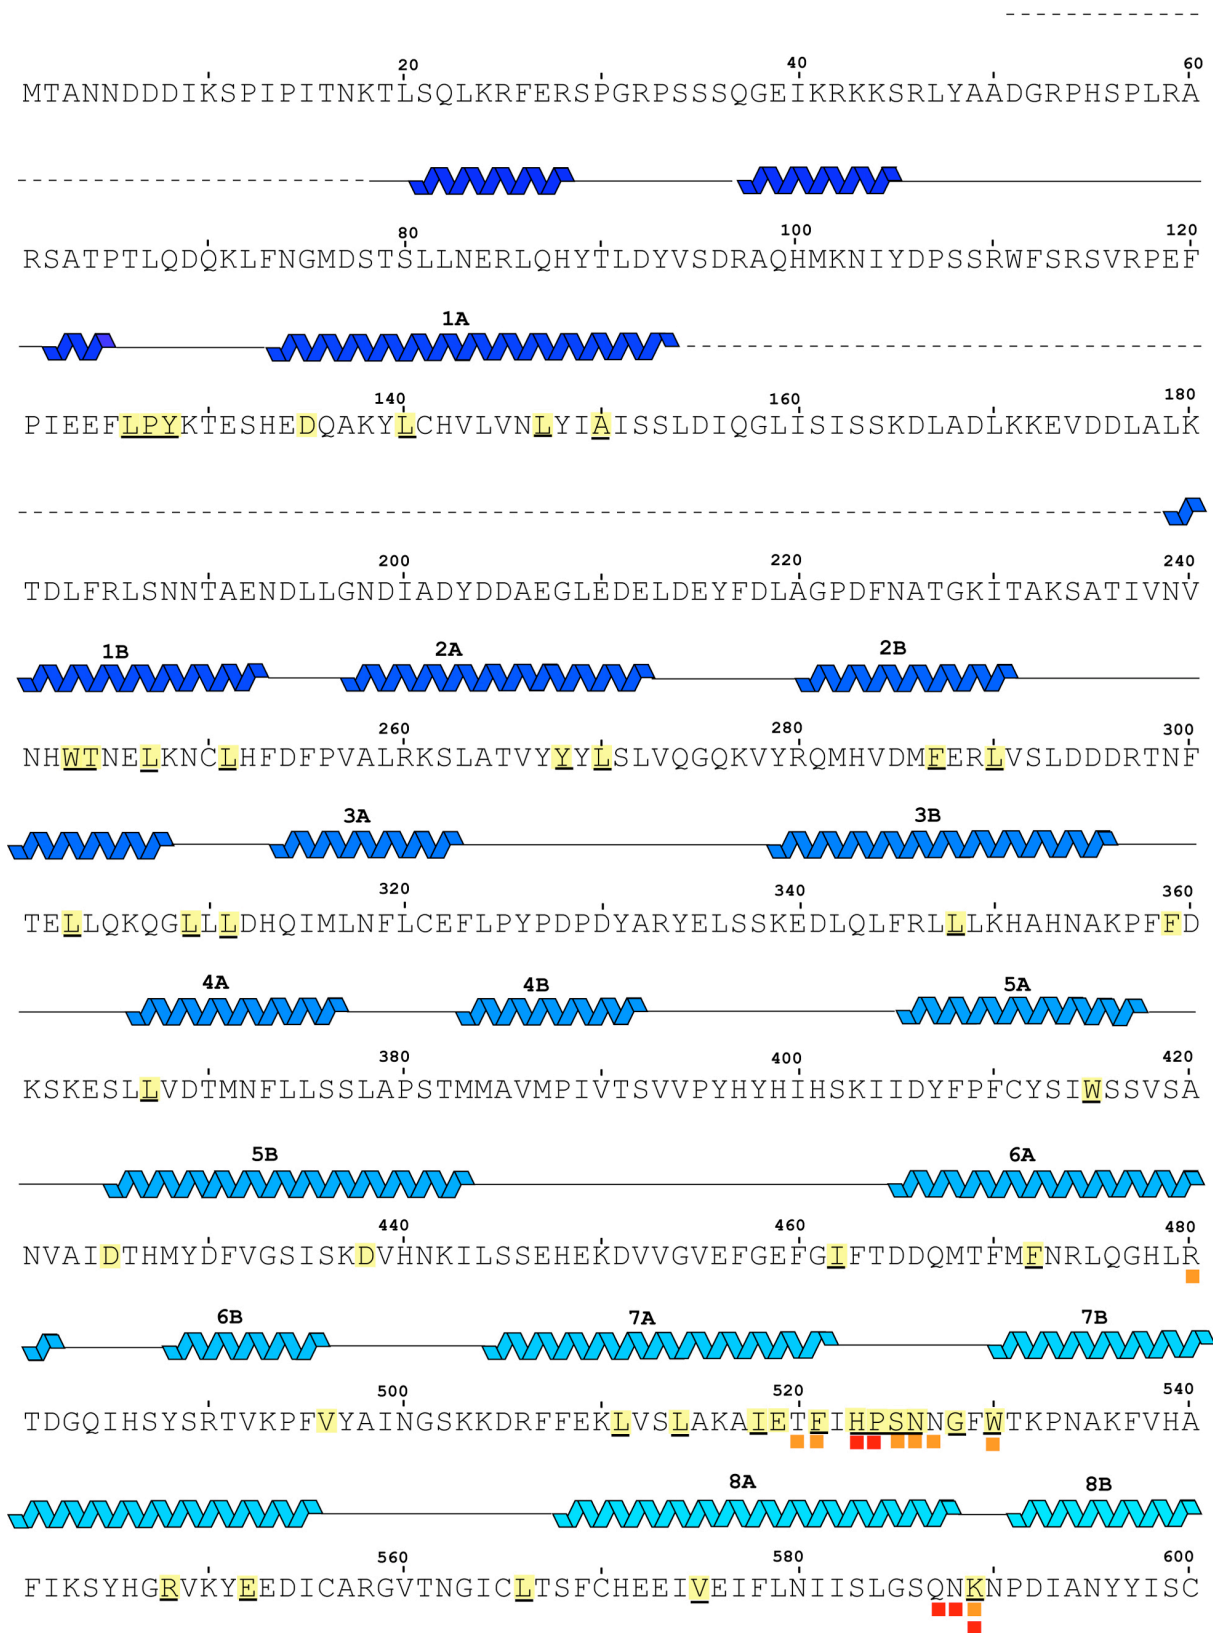 20 40 60
MTANNDDDIKSPIPITNKTLSQLKRFERSPGRPSSSQGEIKRKKSRLYAADGRPHSPLRA
80 100 120
RSATPTLQDQKLFNGMDSTSLLNERLQHYTLDYVSDRAQHMKNIYDPSSRWFSRSVRPEF
1A
140 160 180
PIEEFLPYKTESHEDQAKYLCHVLVNLYIAISSLDIQGLISISSKDLADLKKEVDDLALK
200 220 240
TDLFRLSNNTAENDLLGNDIADYDDAEGLEDELDEYFDLAGPDFNATGKITAKSATIVNV
1B 2A 2B
260 280 300
NHWTNELKNCLHFDFPVALRKSLATVYYYLSLVQGQKVYRQMHVDMFERLVSLDDDRTNF
3A 3B
320 340 360
TELLQKQGLLLDHQIMLNFLCEFLPYPDPDYARYELSSKEDLQLFRLLLKHAHNAKPFFD
4A 4B 5A
380 400 420
KSKESLLVDTMNFLLSSLAPSTMMAVMPIVTSVVPYHYHIHSKIIDYFPFCYSIWSSVSA
5B 6A
440 460 480
NVAIDTHMYDFVGSISKDVHNKILSSEHEKDVVGVEFGEFGIFTDDQMTFMFNRLQGHLR
6B 7A 7B
500 520 540
TDGQIHSYSRTVKPFVYAINGSKKDRFFEKLVSLAKAIETFIHPSNNGFWTKPNAKFVHA
8A 8B
560 580 600
FIKSYHGRVKYEEDICARGVTNGICLTSFCHEEIVEIFLNIISLGSQNKNPDIANYYISC